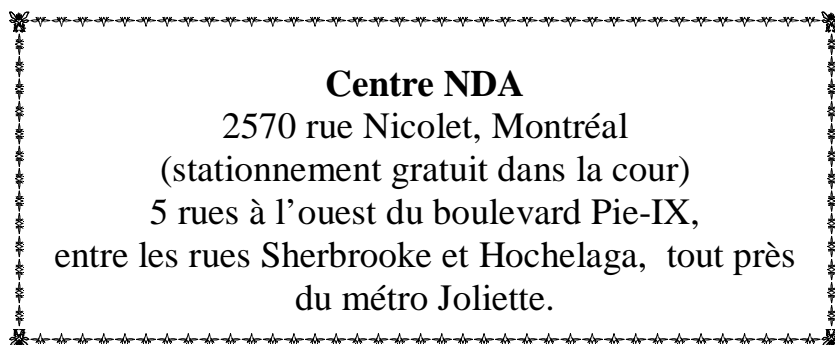 Centre NDA
2570 rue Nicolet, Montréal
(stationnement gratuit dans la cour)
5 rues à l’ouest du boulevard Pie-IX,
entre les rues Sherbrooke et Hochelaga,  tout près
du métro Joliette.